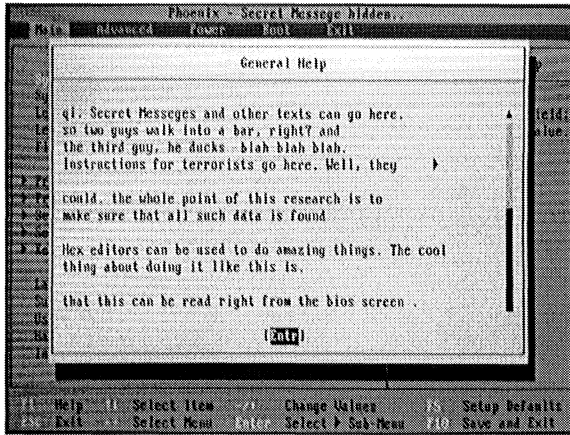 Phoenix - Secret Messege hidden..
Main Advanced Power Boot Exit
General Help
ql. Secret Messeges and other texts can go here.
so two guys walk into a bar, right? and
the third guy, he ducks blah blah blah.
Instructions for terrorists go here. Well, they
could. the whole point of this research is to
make sure that all such data is found
Hex editors can be used to do amazing things. The cool
thing about doing it like this is.
that this can be read right from the bios screen .
[Entr]
Help Select Item Change Values F5 Setup Defaults
Esc Exit Select Menu Enter Select Sub-Menu F10 Save and Exit